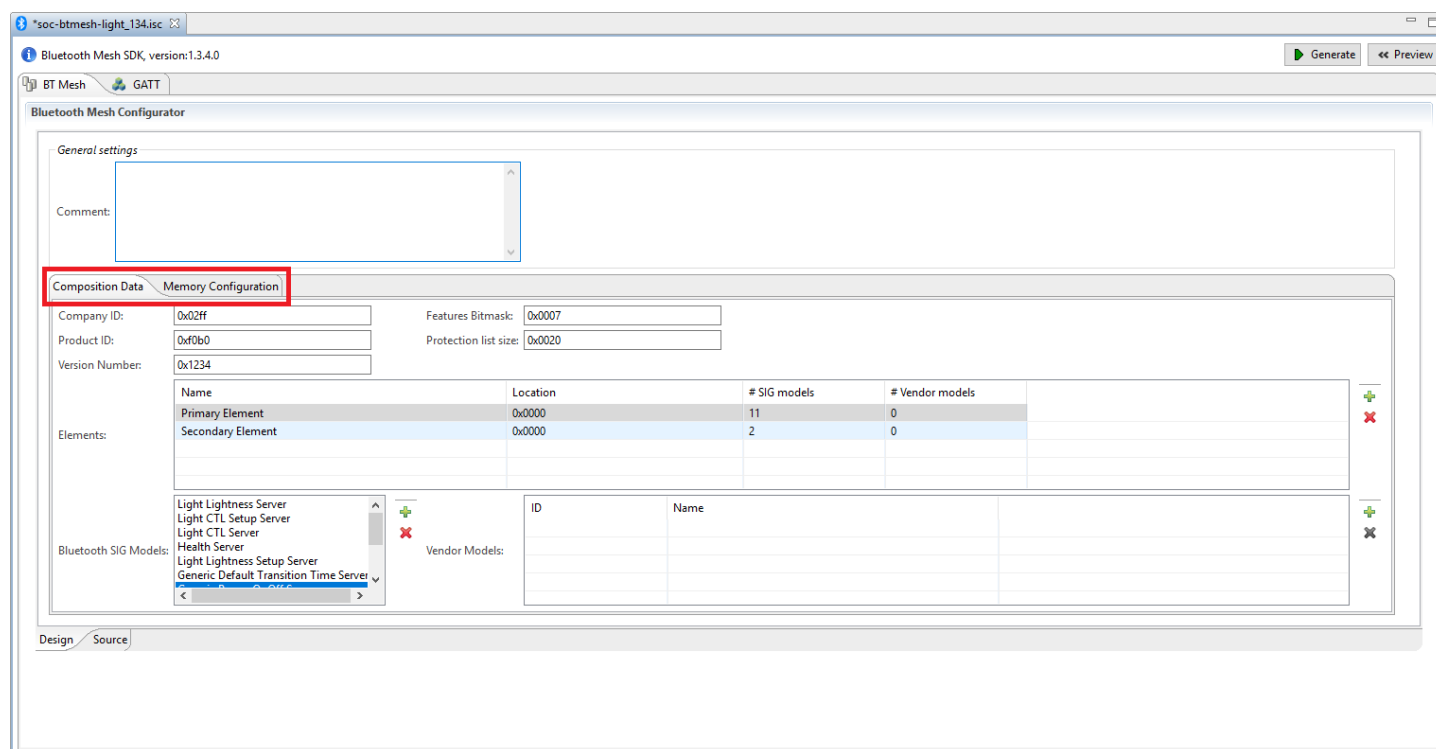 *soc-btmesh-light_134.isc
Bluetooth Mesh SDK, version:1.3.4.0
Generate
Preview
BT Mesh
GATT
Bluetooth Mesh Configurator
General settings
Comment:
Composition Data
Memory Configuration
Company ID:
0x02ff
Features Bitmask:
0x0007
Product ID:
0xf0b0
Protection list size:
0x0020
Version Number:
0x1234
Elements:
Name
Location
# SIG models
# Vendor models
Primary Element
0x0000
11
0
Secondary Element
0x0000
2
0
Bluetooth SIG Models:
Light Lightness Server
Light CTL Setup Server
Light CTL Server
Health Server
Light Lightness Setup Server
Generic Default Transition Time Server
Vendor Models:
ID
Name
Design
Source